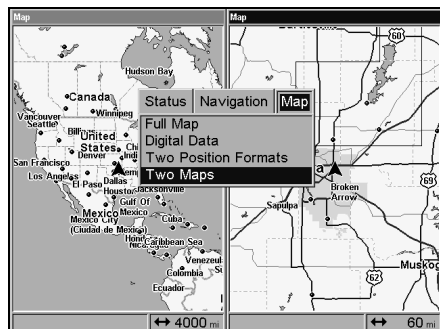 Map
Hudson Bay
Canada
Winnipeg
Vancouver
Seattle
United
States
Denver
San Francisco
Los Angeles
El Paso
Dallas
Houston
Jacksonville
Gulf Of
Mexico
Mexico
Mexico City
(Ciudad de Mexico)
Cuba
Caribbean Sea
Colombia
Ecuador
4000 mi
Status Navigation Map
Full Map
Digital Data
Two Position Formats
Two Maps
Map
60
Broken
Arrow
Sapulpa
62
60 mi